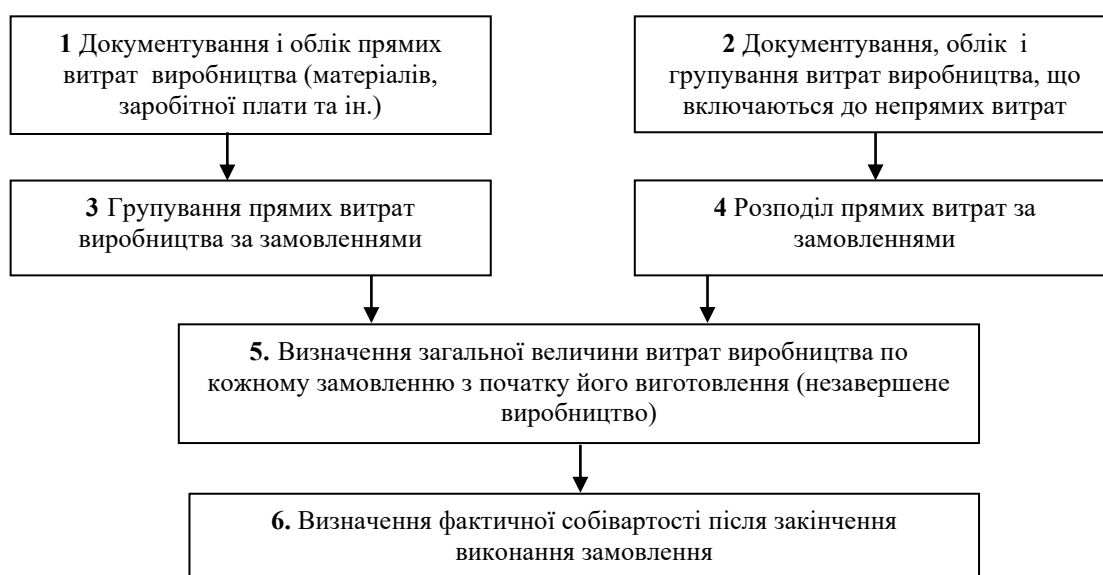 1 Документування і облік прямих
витрат виробництва (матеріалів,
заробітної плати та ін.)
2 Документування, облік і
групування витрат виробництва, що
включаються до непрямих витрат
3 Групування прямих витрат
виробництва за замовленнями
4 Розподіл прямих витрат за
замовленнями
5. Визначення загальної величини витрат виробництва по
кожному замовленню з початку його виготовлення (незавершене
виробництво)
6. Визначення фактичної собівартості після закінчення
виконання замовлення